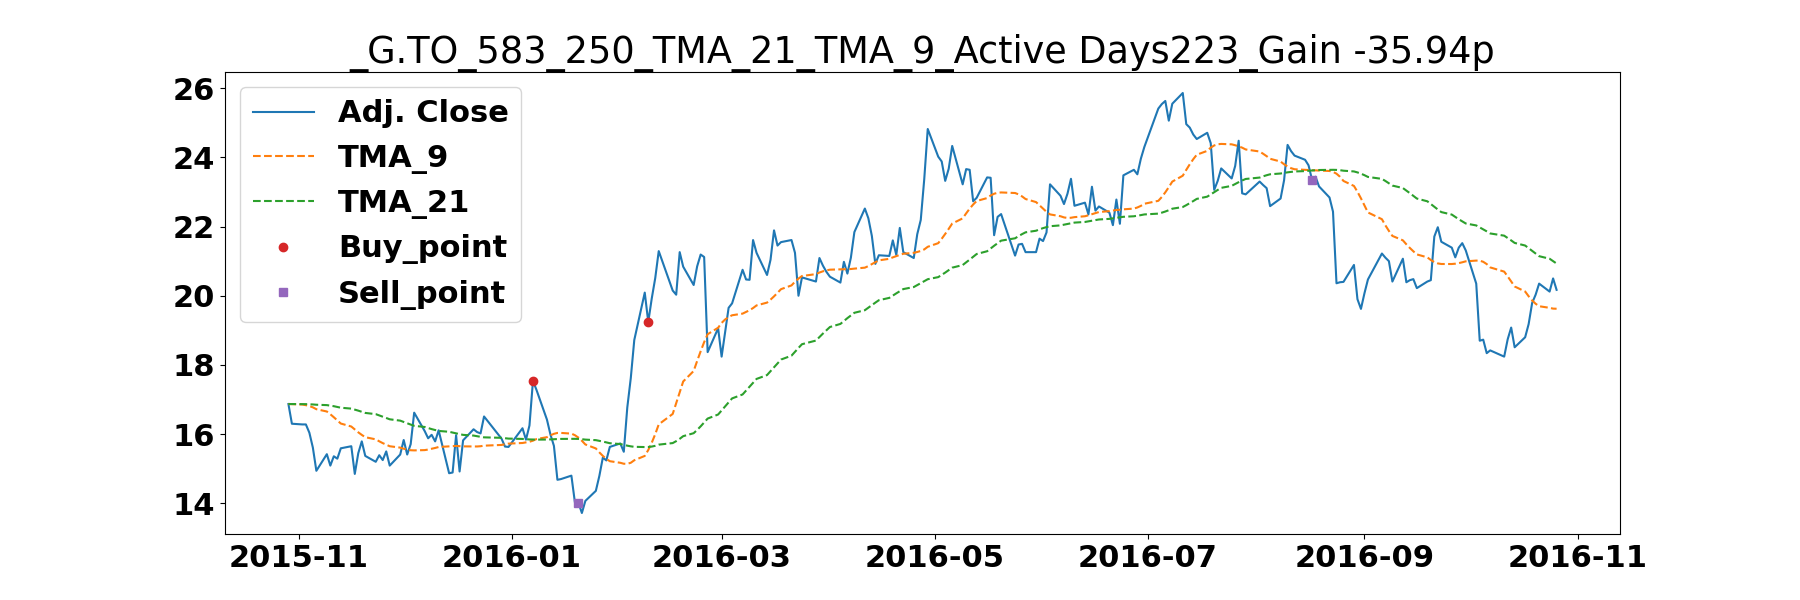 _G.TO_583_250_TMA_21_TMA_9_Active Days223_Gain -35.94p
26
24
22
20
18
16
14
Adj. Close
TMA_9
TMA_21
Buy_point
Sell_point
2015-11 2016-01 2016-03 2016-05 2016-07 2016-09 2016-11